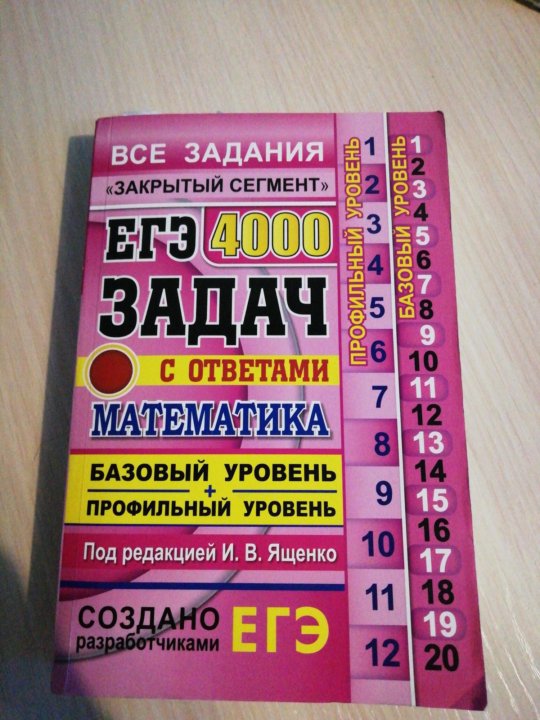 ВСЕ ЗАДАНИЯ
«ЗАКРЫТЫЙ СЕГМЕНТ»
ЕГЭ 4000
ЗАДАЧ
С ОТВЕТАМИ
МАТЕМАТИКА
БАЗОВЫЙ УРОВЕНЬ
+
ПРОФИЛЬНЫЙ УРОВЕНЬ
Под редакцией И. В. Ященко
СОЗДАНО
разработчиками ЕГЭ
ПРОФИЛЬНЫЙ УРОВЕНЬ
1
2
3
4
5
6
7
8
9
10
11
12
БАЗОВЫЙ УРОВЕНЬ
1
2
3
4
5
6
7
8
9
10
11
12
13
14
15
16
17
18
19
20